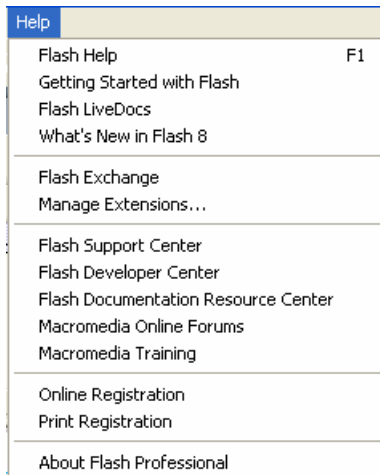 Help
Flash Help F1
Getting Started with Flash
Flash LiveDocs
What's New in Flash 8
Flash Exchange
Manage Extensions...
Flash Support Center
Flash Developer Center
Flash Documentation Resource Center
Macromedia Online Forums
Macromedia Training
Online Registration
Print Registration
About Flash Professional